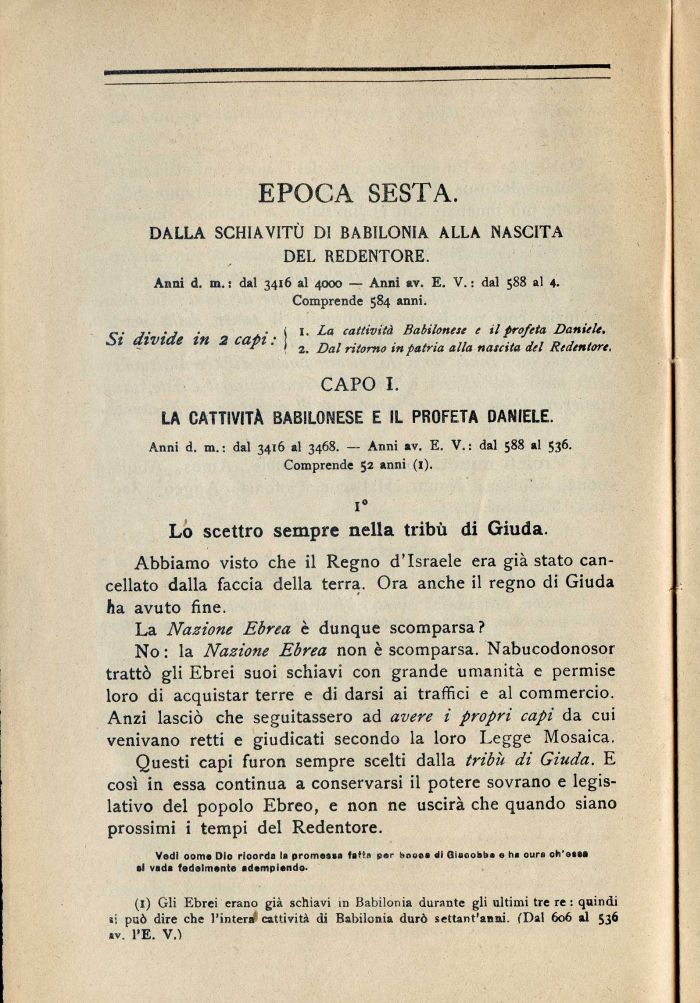 EPOCA SESTA.
DALLA SCHIAVITÙ DI BABILONIA ALLA NASCITA
DEL REDENTORE.
Anni d. m.: dal 3416 al 4000 — Anni av. E. V.: dal 588 al 4.
Comprende 584 anni.
Si divide in 2 capi: { 1. La cattività Babilonese e il profeta Daniele.
2. Dal ritorno in patria alla nascita del Redentore.
CAPO I.
LA CATTIVITÀ BABILONESE E IL PROFETA DANIELE.
Anni d. m.: dal 3416 al 3468. — Anni av. E. V.: dal 588 al 536.
Comprende 52 anni (1).
1°
Lo scettro sempre nella tribù di Giuda.
Abbiamo visto che il Regno d'Israele era già stato can-
cellato dalla faccia della terra. Ora anche il regno di Giuda
ha avuto fine.
La Nazione Ebrea è dunque scomparsa?
No: la Nazione Ebrea non è scomparsa. Nabucodonosor
trattò gli Ebrei suoi schiavi con grande umanità e permise
loro di acquistar terre e di darsi ai traffici e al commercio.
Anzi lasciò che seguitassero ad avere i propri capi da cui
venivano retti e giudicati secondo la loro Legge Mosaica.
Questi capi furon sempre scelti dalla tribù di Giuda. E
così in essa continua a conservarsi il potere sovrano e legis-
lativo del popolo Ebreo, e non ne uscirà che quando siano
prossimi i tempi del Redentore.
Vedi come Dio ricorda la promessa fatta per bocca di Giacobbe e ha cura ch'essa
si vada fedelmente adempiendo.
(1) Gli Ebrei erano già schiavi in Babilonia durante gli ultimi tre re: quindi
si può dire che l'intera cattività di Babilonia durò settant'anni. (Dal 606 al 536
av. l'E. V.)